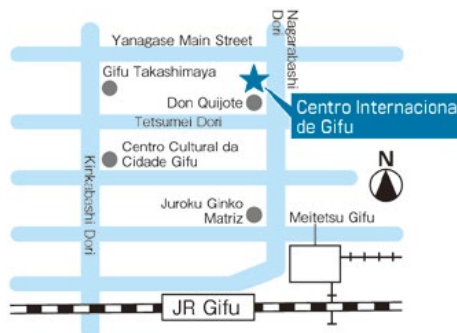 Yanagase Main Street
Nagarabashi
Dori
Gifu Takashimaya
Don Quijote
Centro Internacional
de Gifu
Tetsumei Dori
Centro Cultural da
Cidade Gifu
Kinkabashi Dori
N
Juroku Ginko
Matriz
Meitetsu Gifu
JR Gifu